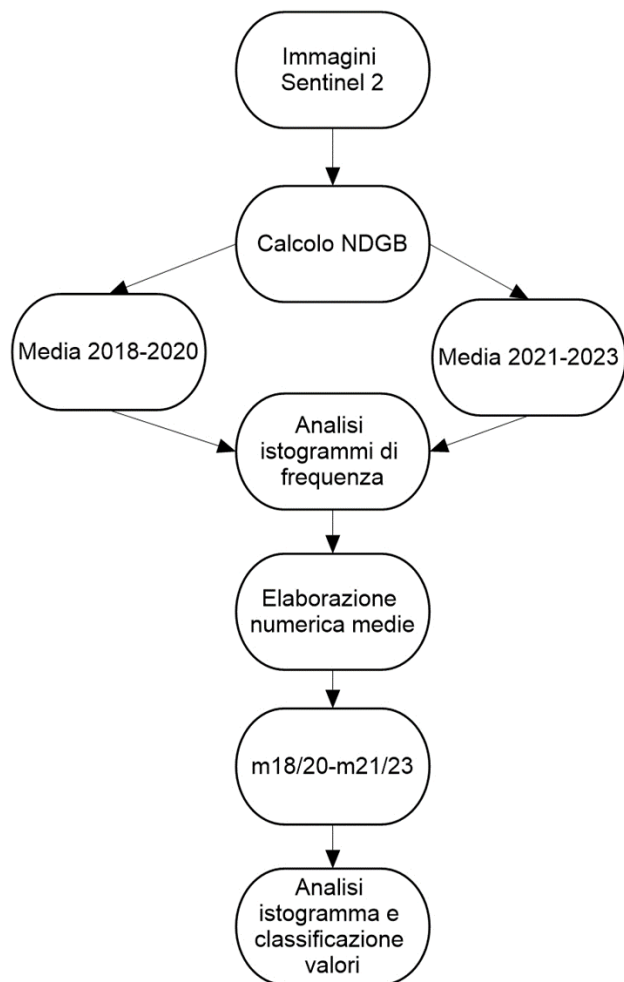 Immagini
Sentinel 2
Calcolo NDGB
Media 2018-2020
Media 2021-2023
Analisi
istogrammi di
frequenza
Elaborazione
numerica medie
m18/20-m21/23
Analisi
istogramma e
classificazione
valori